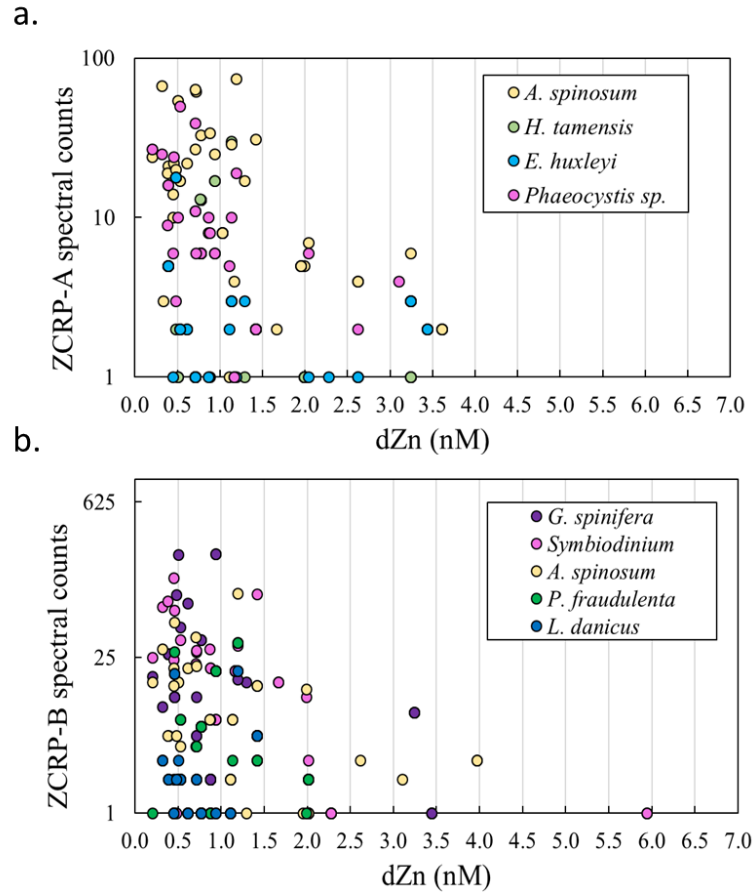 a.
100
10
1
ZCRP-A spectral counts
A. spinosum
H. tamensis
E. huxleyi
Phaeocystis sp.
0.0 0.5 1.0 1.5 2.0 2.5 3.0 3.5 4.0 4.5 5.0 5.5 6.0 6.5 7.0
dZn (nM)
b.
625
25
1
ZCRP-B spectral counts
G. spinifera
Symbiodinium
A. spinosum
P. fraudulenta
L. danicus
0.0 0.5 1.0 1.5 2.0 2.5 3.0 3.5 4.0 4.5 5.0 5.5 6.0 6.5 7.0
dZn (nM)